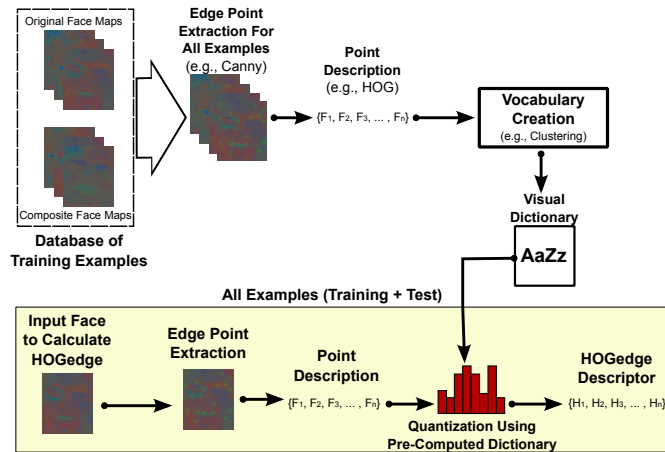 Original Face Maps
Composite Face Maps
Database of
Training Examples
Edge Point
Extraction For
All Examples
(e.g., Canny)
Point
Description
(e.g., HOG)
{F₁, F₂, F₃, ... , Fₙ}
Vocabulary
Creation
(e.g., Clustering)
Visual
Dictionary
AaZz
All Examples (Training + Test)
Input Face
to Calculate
HOGedge
Edge Point
Extraction
Point
Description
{F₁, F₂, F₃, ... , Fₙ}
Quantization Using
Pre-Computed Dictionary
HOGedge
Descriptor
{H₁, H₂, H₃, ... , Hₙ}